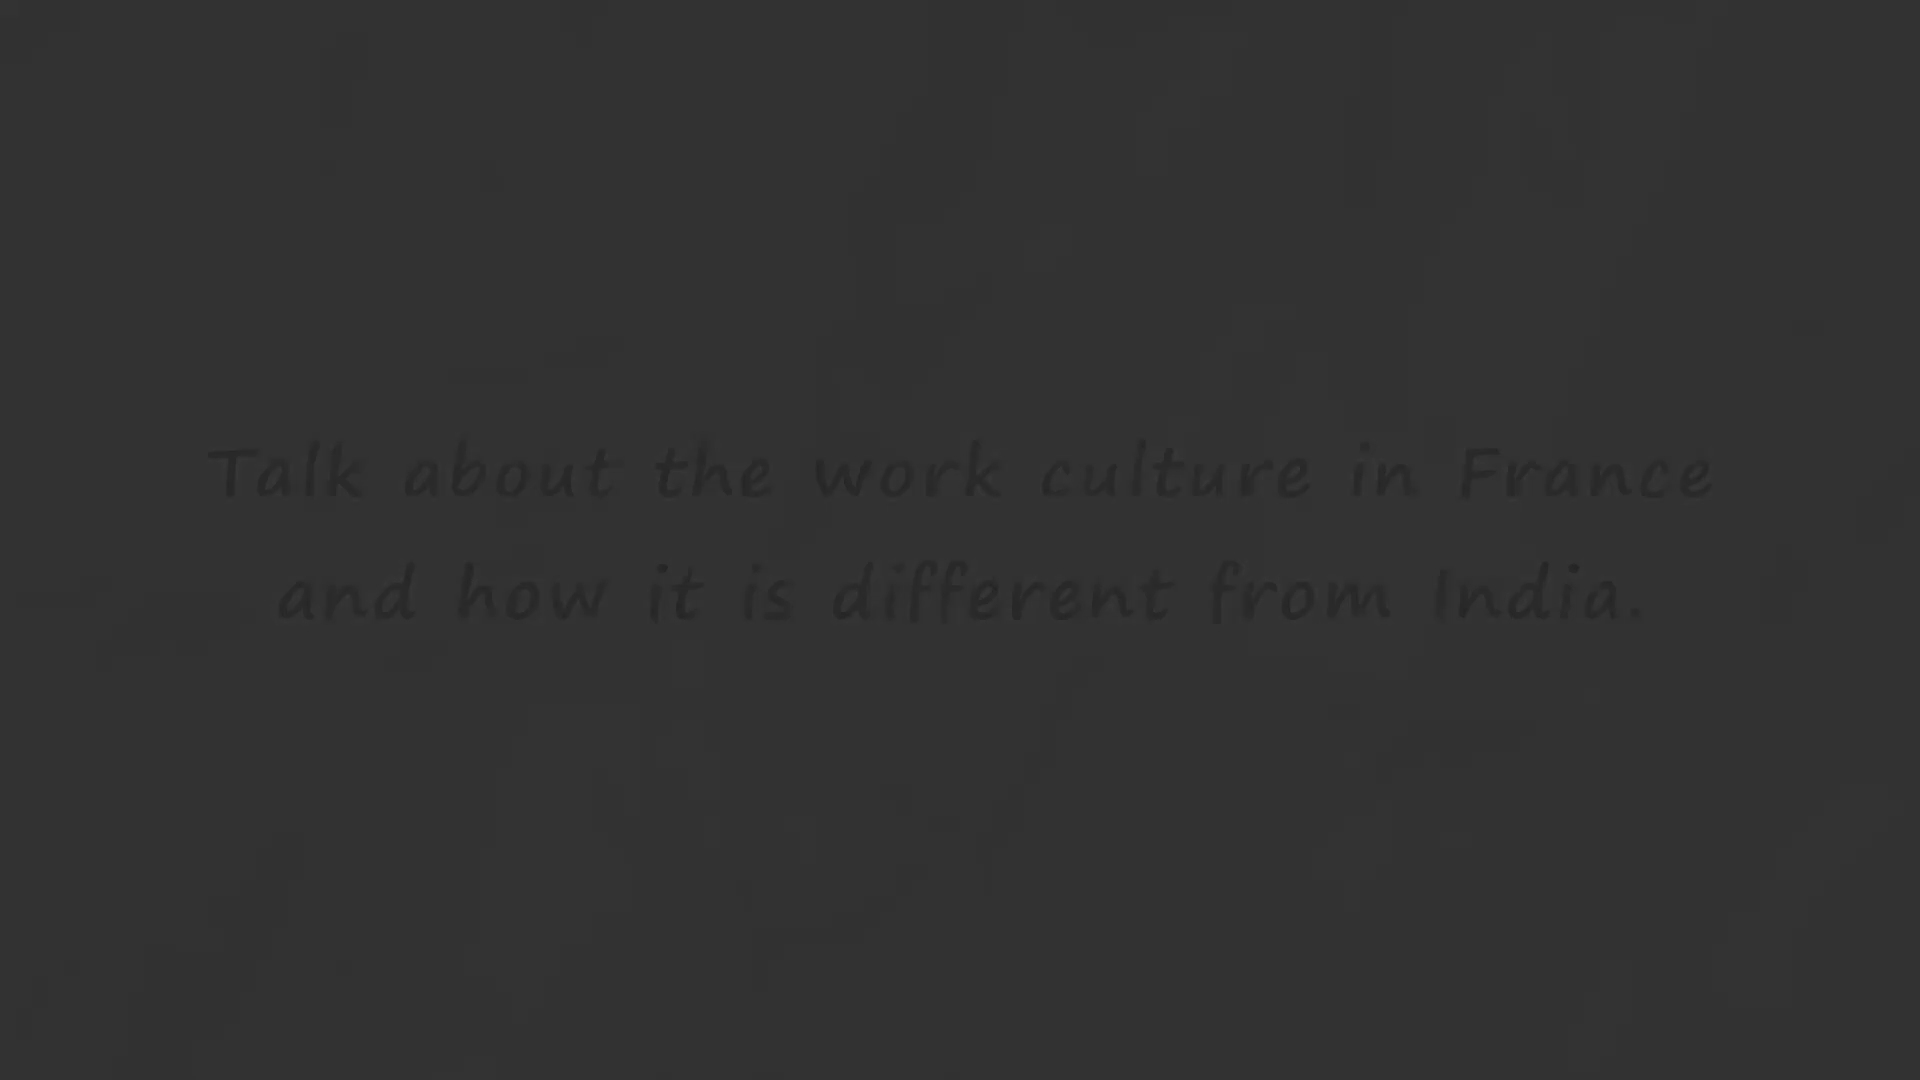 Talk about the work culture in France
and how it is different from India.